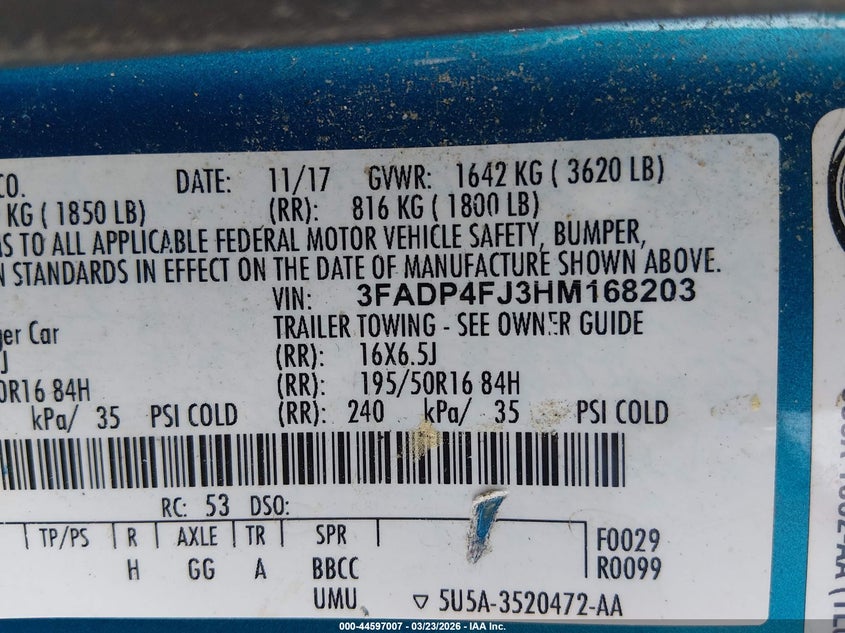 CO. DATE: 11/17 GVWR: 1642 KG ( 3620 LB)
KG ( 1850 LB) (RR): 816 KG ( 1800 LB)
MS TO ALL APPLICABLE FEDERAL MOTOR VEHICLE SAFETY, BUMPER,
N STANDARDS IN EFFECT ON THE DATE OF MANUFACTURE SHOWN ABOVE.
VIN: 3FADP4FJ3HM168203
ger Car TRAILER TOWING - SEE OWNER GUIDE
J (RR): 16X6.5J
0R16 84H (RR): 195/50R16 84H
kPa/ 35 PSI COLD (RR): 240 kPa/ 35 PSI COLD
RC: 53 DSO:
TP/PS R AXLE TR SPR F0029
H GG A BBCC R0099
UMU 5U5A-3520472-AA
000-44597007 - 03/23/2026 - IAA Inc.